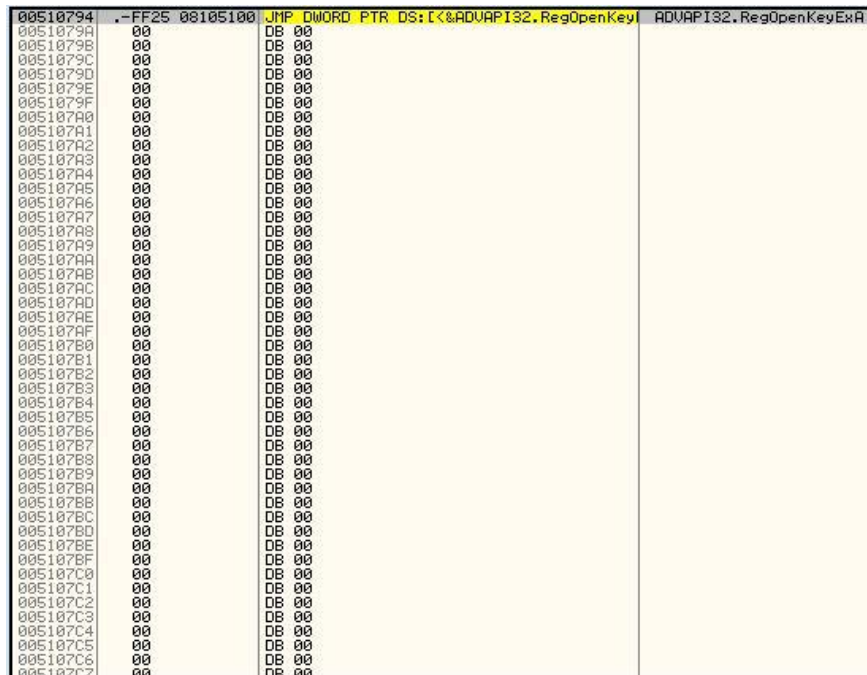 00510794 .-FF25 08105100 JMP DWORD PTR DS:[<&ADVAPI32.RegOpenKey ADVAPI32.RegOpenKeyExA
0051079A 00 DB 00
0051079B 00 DB 00
0051079C 00 DB 00
0051079D 00 DB 00
0051079E 00 DB 00
0051079F 00 DB 00
005107A0 00 DB 00
005107A1 00 DB 00
005107A2 00 DB 00
005107A3 00 DB 00
005107A4 00 DB 00
005107A5 00 DB 00
005107A6 00 DB 00
005107A7 00 DB 00
005107A8 00 DB 00
005107A9 00 DB 00
005107AA 00 DB 00
005107AB 00 DB 00
005107AC 00 DB 00
005107AD 00 DB 00
005107AE 00 DB 00
005107AF 00 DB 00
005107B0 00 DB 00
005107B1 00 DB 00
005107B2 00 DB 00
005107B3 00 DB 00
005107B4 00 DB 00
005107B5 00 DB 00
005107B6 00 DB 00
005107B7 00 DB 00
005107B8 00 DB 00
005107B9 00 DB 00
005107BA 00 DB 00
005107BB 00 DB 00
005107BC 00 DB 00
005107BD 00 DB 00
005107BE 00 DB 00
005107BF 00 DB 00
005107C0 00 DB 00
005107C1 00 DB 00
005107C2 00 DB 00
005107C3 00 DB 00
005107C4 00 DB 00
005107C5 00 DB 00
005107C6 00 DB 00
005107C7 00 DB 00